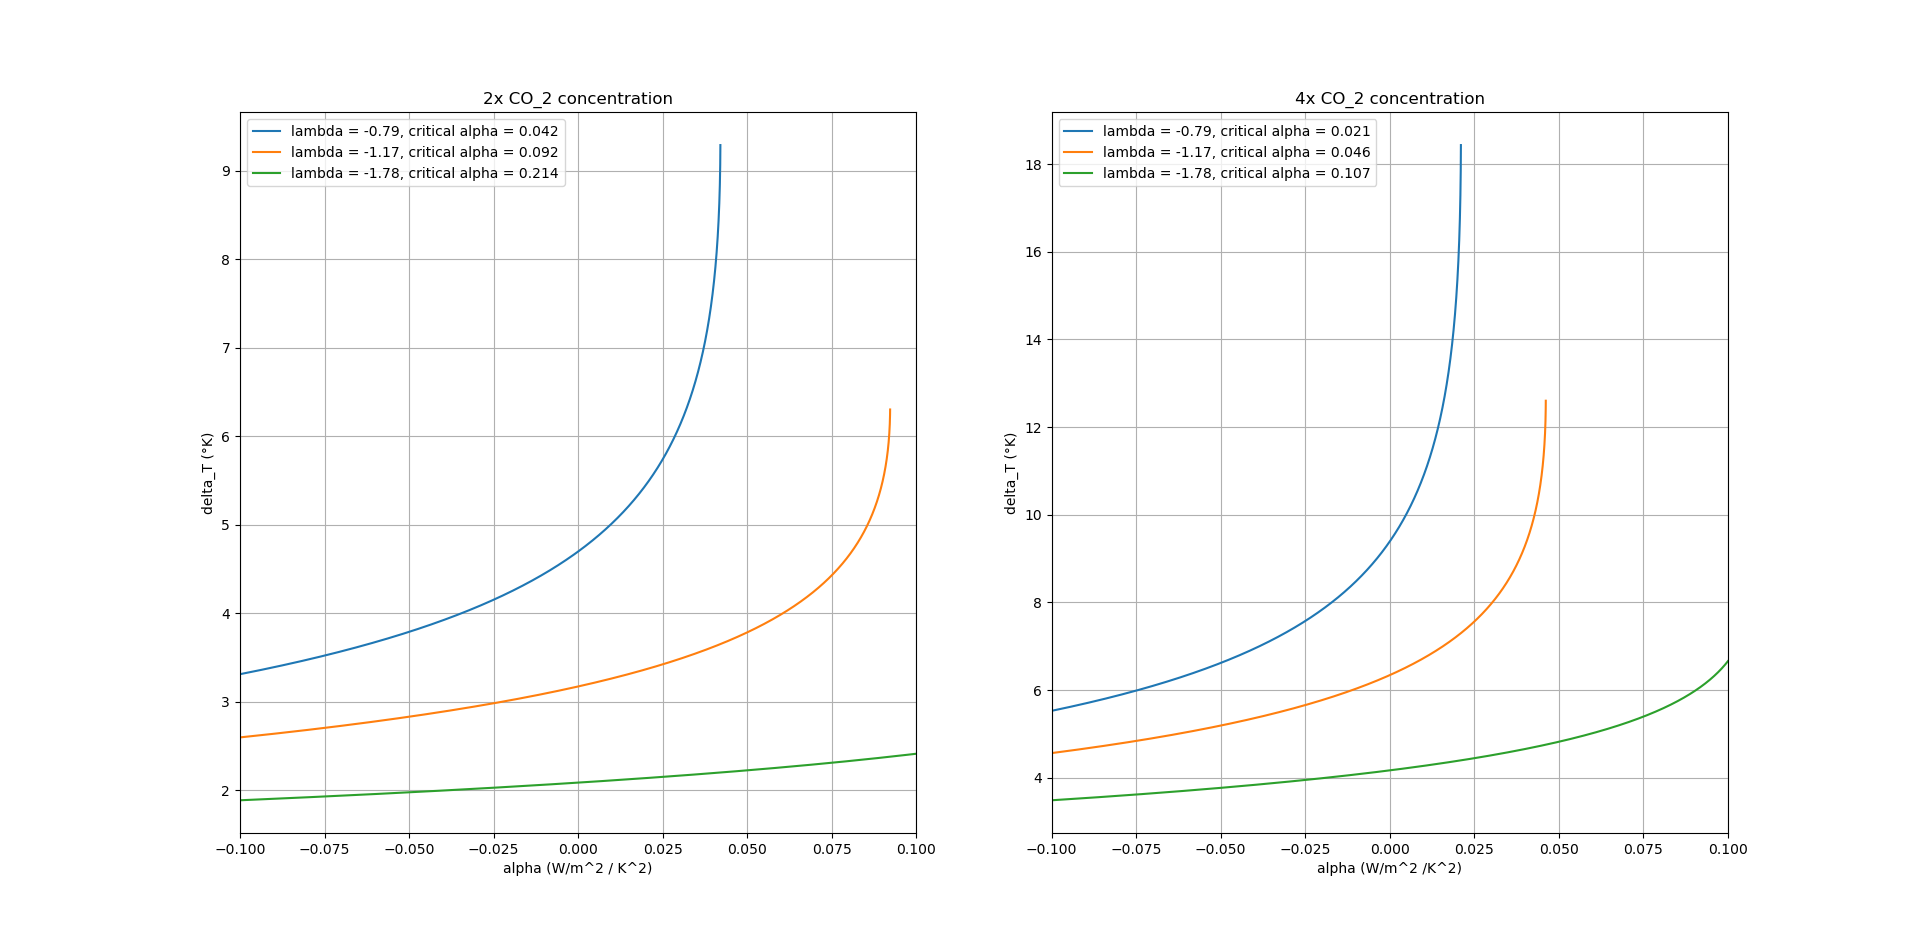 2x CO_2 concentration
lambda = -0.79, critical alpha = 0.042
lambda = -1.17, critical alpha = 0.092
lambda = -1.78, critical alpha = 0.214
9
8
7
6
5
4
3
2
delta_T (°K)
−0.100 −0.075 −0.050 −0.025 0.000 0.025 0.050 0.075 0.100
alpha (W/m^2 / K^2)
4x CO_2 concentration
lambda = -0.79, critical alpha = 0.021
lambda = -1.17, critical alpha = 0.046
lambda = -1.78, critical alpha = 0.107
18
16
14
12
10
8
6
4
delta_T (°K)
−0.100 −0.075 −0.050 −0.025 0.000 0.025 0.050 0.075 0.100
alpha (W/m^2 /K^2)